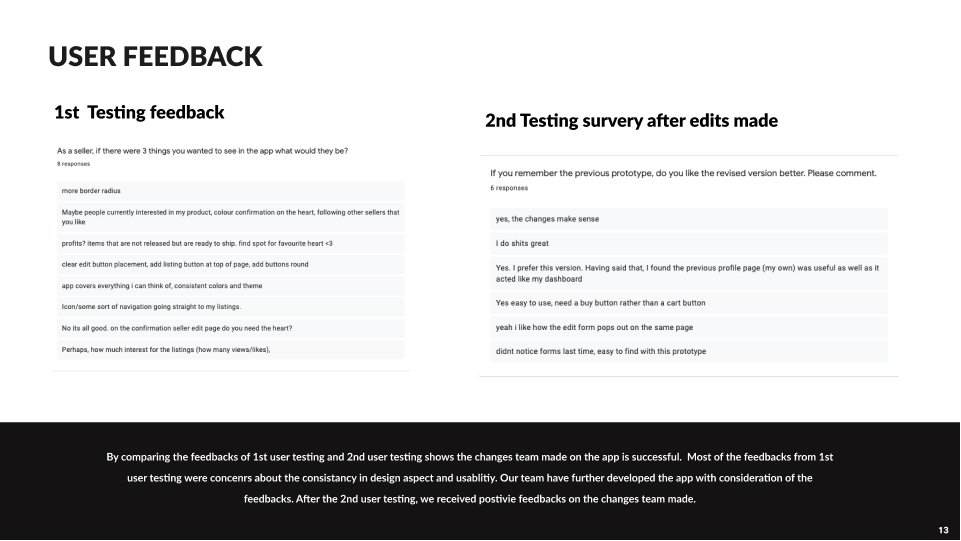 USER FEEDBACK
1st Testing feedback
As a seller, if there were 3 things you wanted to see in the app what would they be?
8 responses
more border radius
Maybe people currently interested in my product, colour confirmation on the heart, following other sellers that
you like
profits? items that are not released but are ready to ship. find spot for favourite heart <3
clear edit button placement, add listing button at top of page, add buttons round
app covers everything i can think of, consistent colors and theme
Icon/some sort of navigation going straight to my listings.
No its all good. on the confirmation seller edit page do you need the heart?
Perhaps, how much interest for the listings (how many views/likes),
2nd Testing survery after edits made
If you remember the previous prototype, do you like the revised version better. Please comment.
6 responses
yes, the changes make sense
I do shits great
Yes. I prefer this version. Having said that, I found the previous profile page (my own) was useful as well as it
acted like my dashboard
Yes easy to use, need a buy button rather than a cart button
yeah i like how the edit form pops out on the same page
didnt notice forms last time, easy to find with this prototype
By comparing the feedbacks of 1st user testing and 2nd user testing shows the changes team made on the app is successful. Most of the feedbacks from 1st
user testing were concenrs about the consistancy in design aspect and usablitiy. Our team have further developed the app with consideration of the
feedbacks. After the 2nd user testing, we received postivie feedbacks on the changes team made.
13